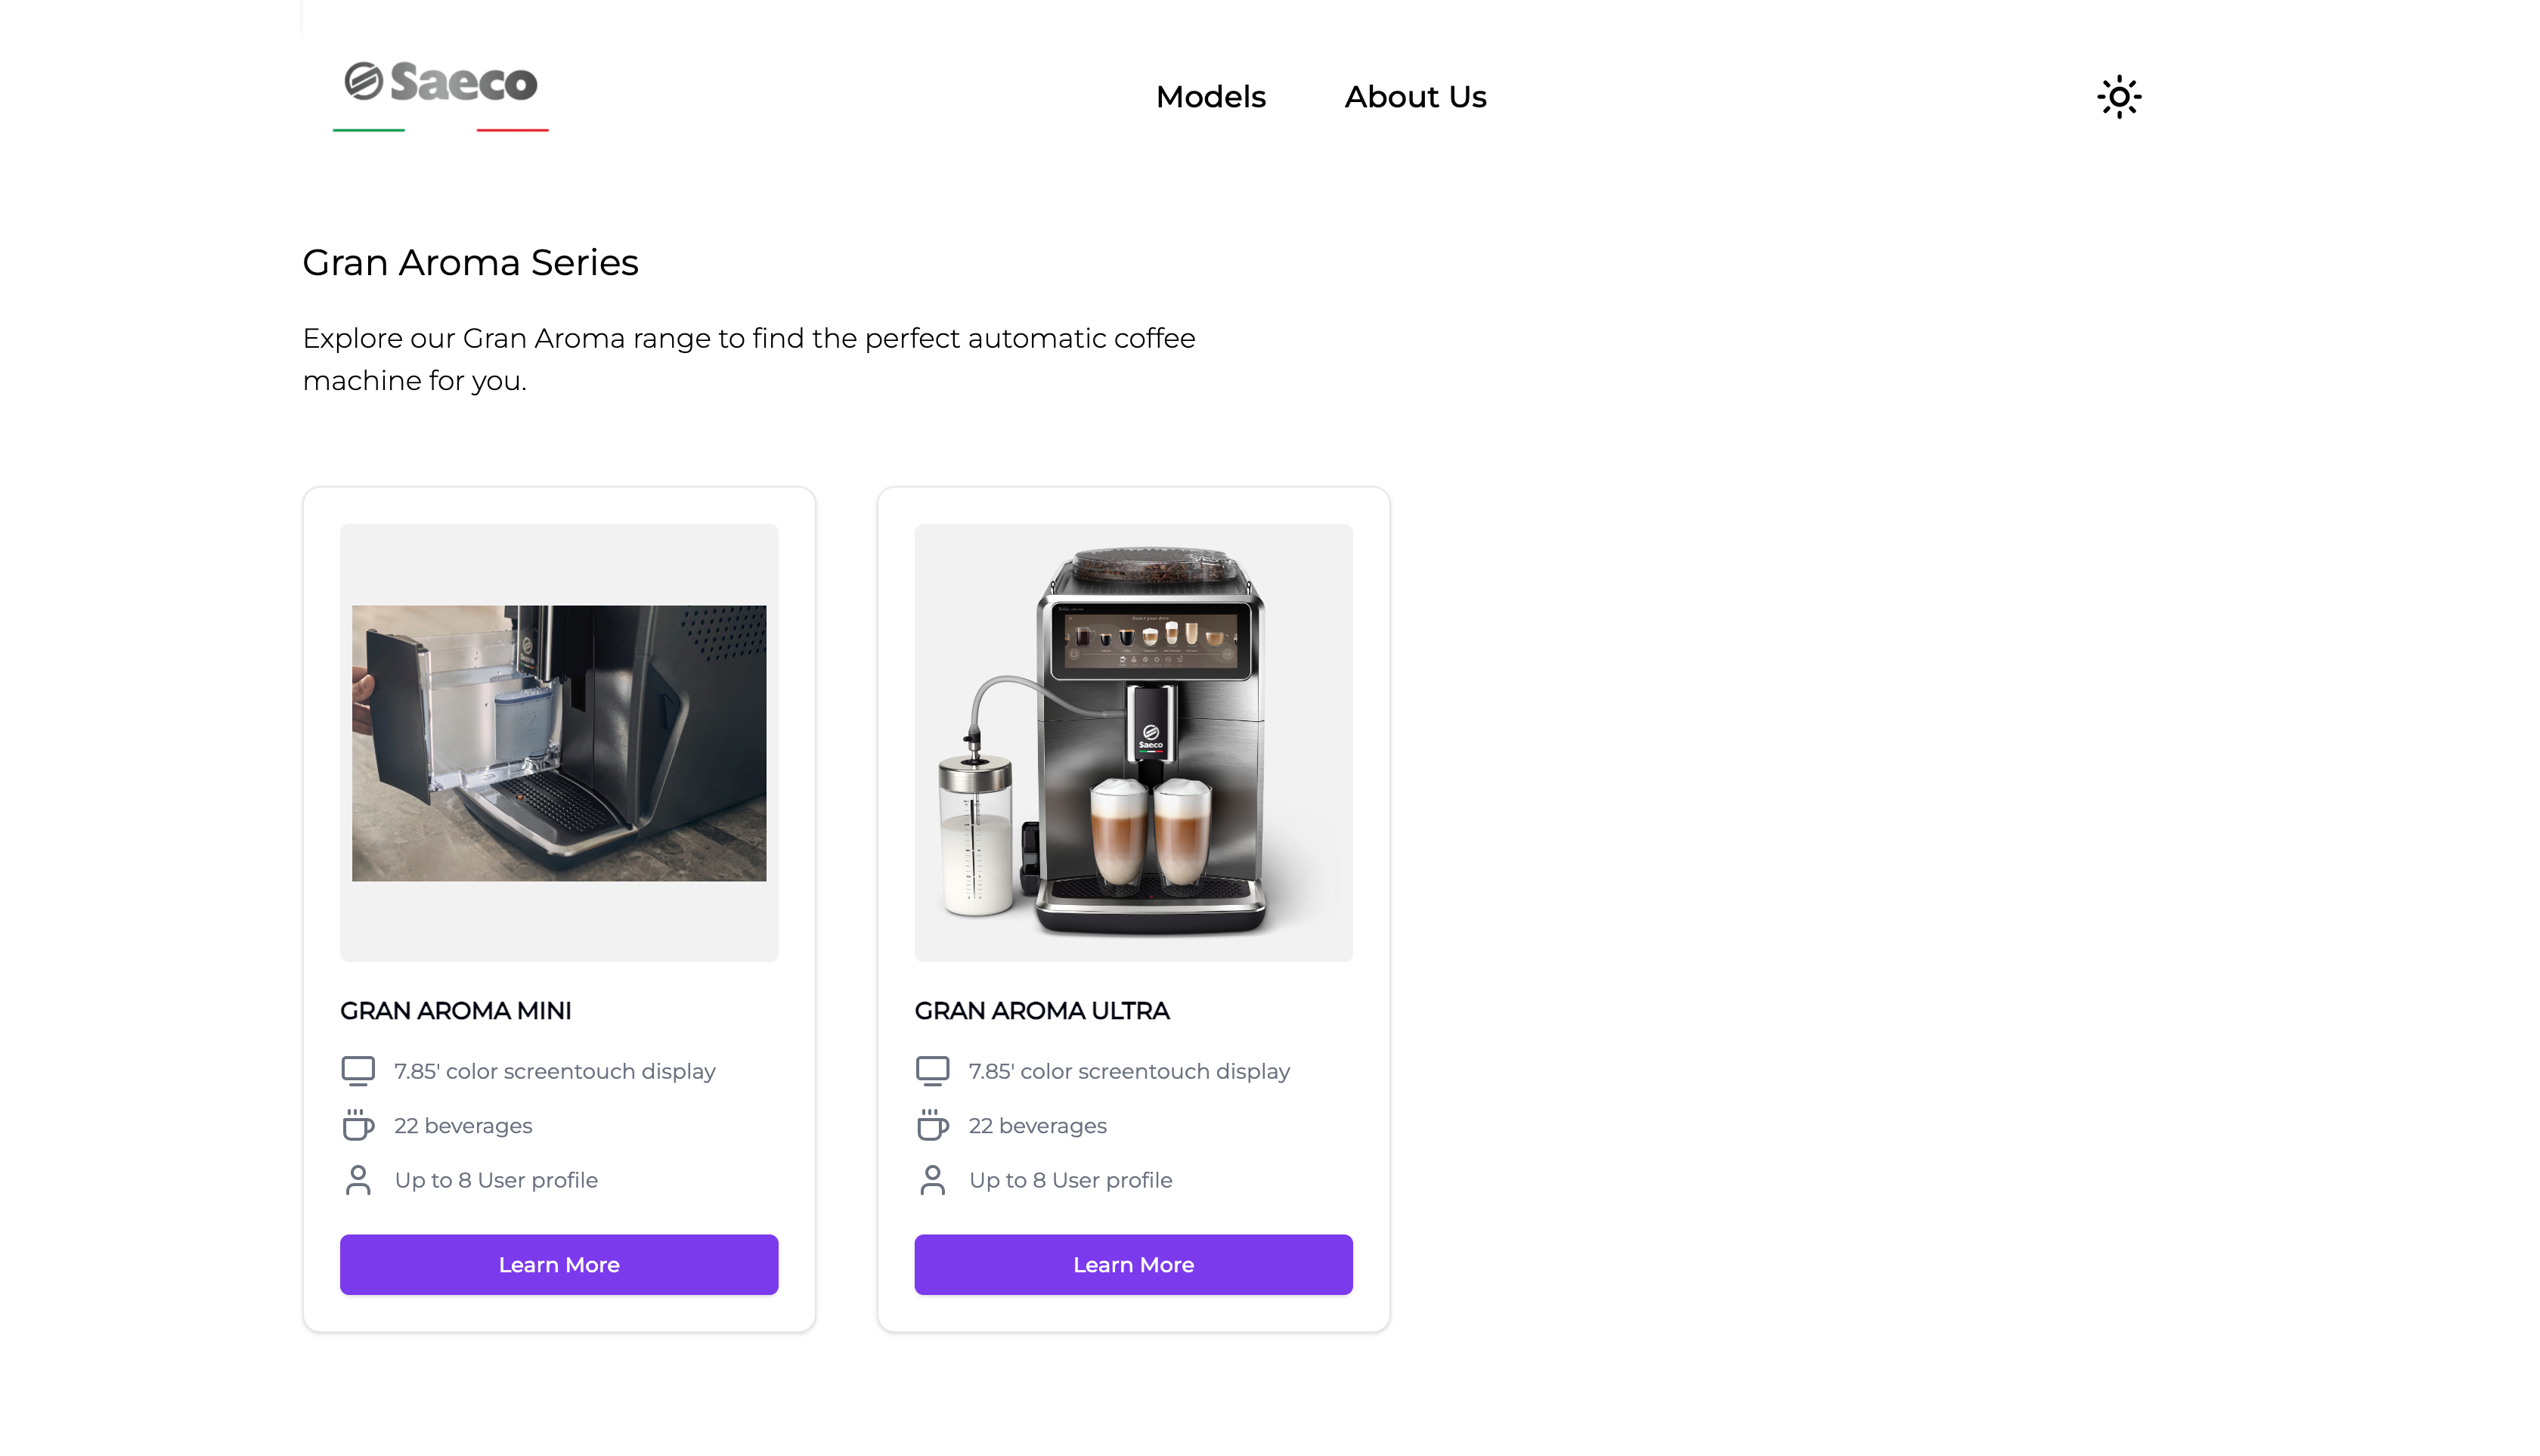 Saeco
Models
About Us
Gran Aroma Series
Explore our Gran Aroma range to find the perfect automatic coffee
machine for you.
Saeco
Saeco
GRAN AROMA MINI
7.85' color screentouch display
22 beverages
Up to 8 User profile
Learn More
GRAN AROMA ULTRA
7.85' color screentouch display
22 beverages
Up to 8 User profile
Learn More